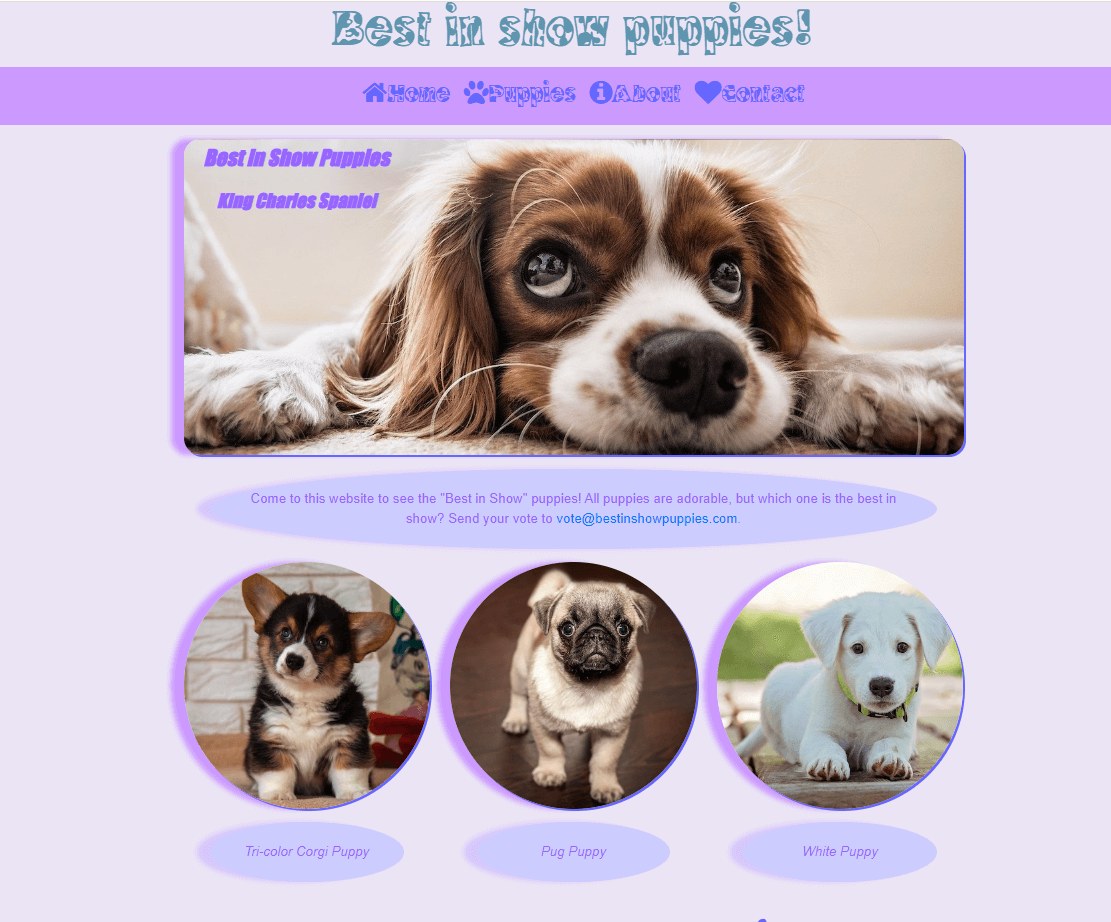 Best in show puppies!
Home Puppies About Contact
Best in Show Puppies
King Charles Spaniel
Come to this website to see the "Best in Show" puppies! All puppies are adorable, but which one is the best in
show? Send your vote to vote@bestinshowpuppies.com.
Tri-color Corgi Puppy Pug Puppy White Puppy